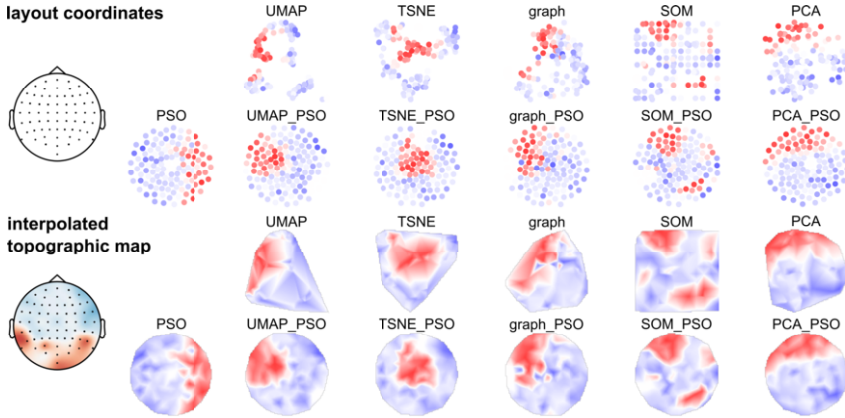 layout coordinates
UMAP TSNE graph SOM PCA
PSO UMAP_PSO TSNE_PSO graph_PSO SOM_PSO PCA_PSO
interpolated
topographic map
UMAP TSNE graph SOM PCA
PSO UMAP_PSO TSNE_PSO graph_PSO SOM_PSO PCA_PSO